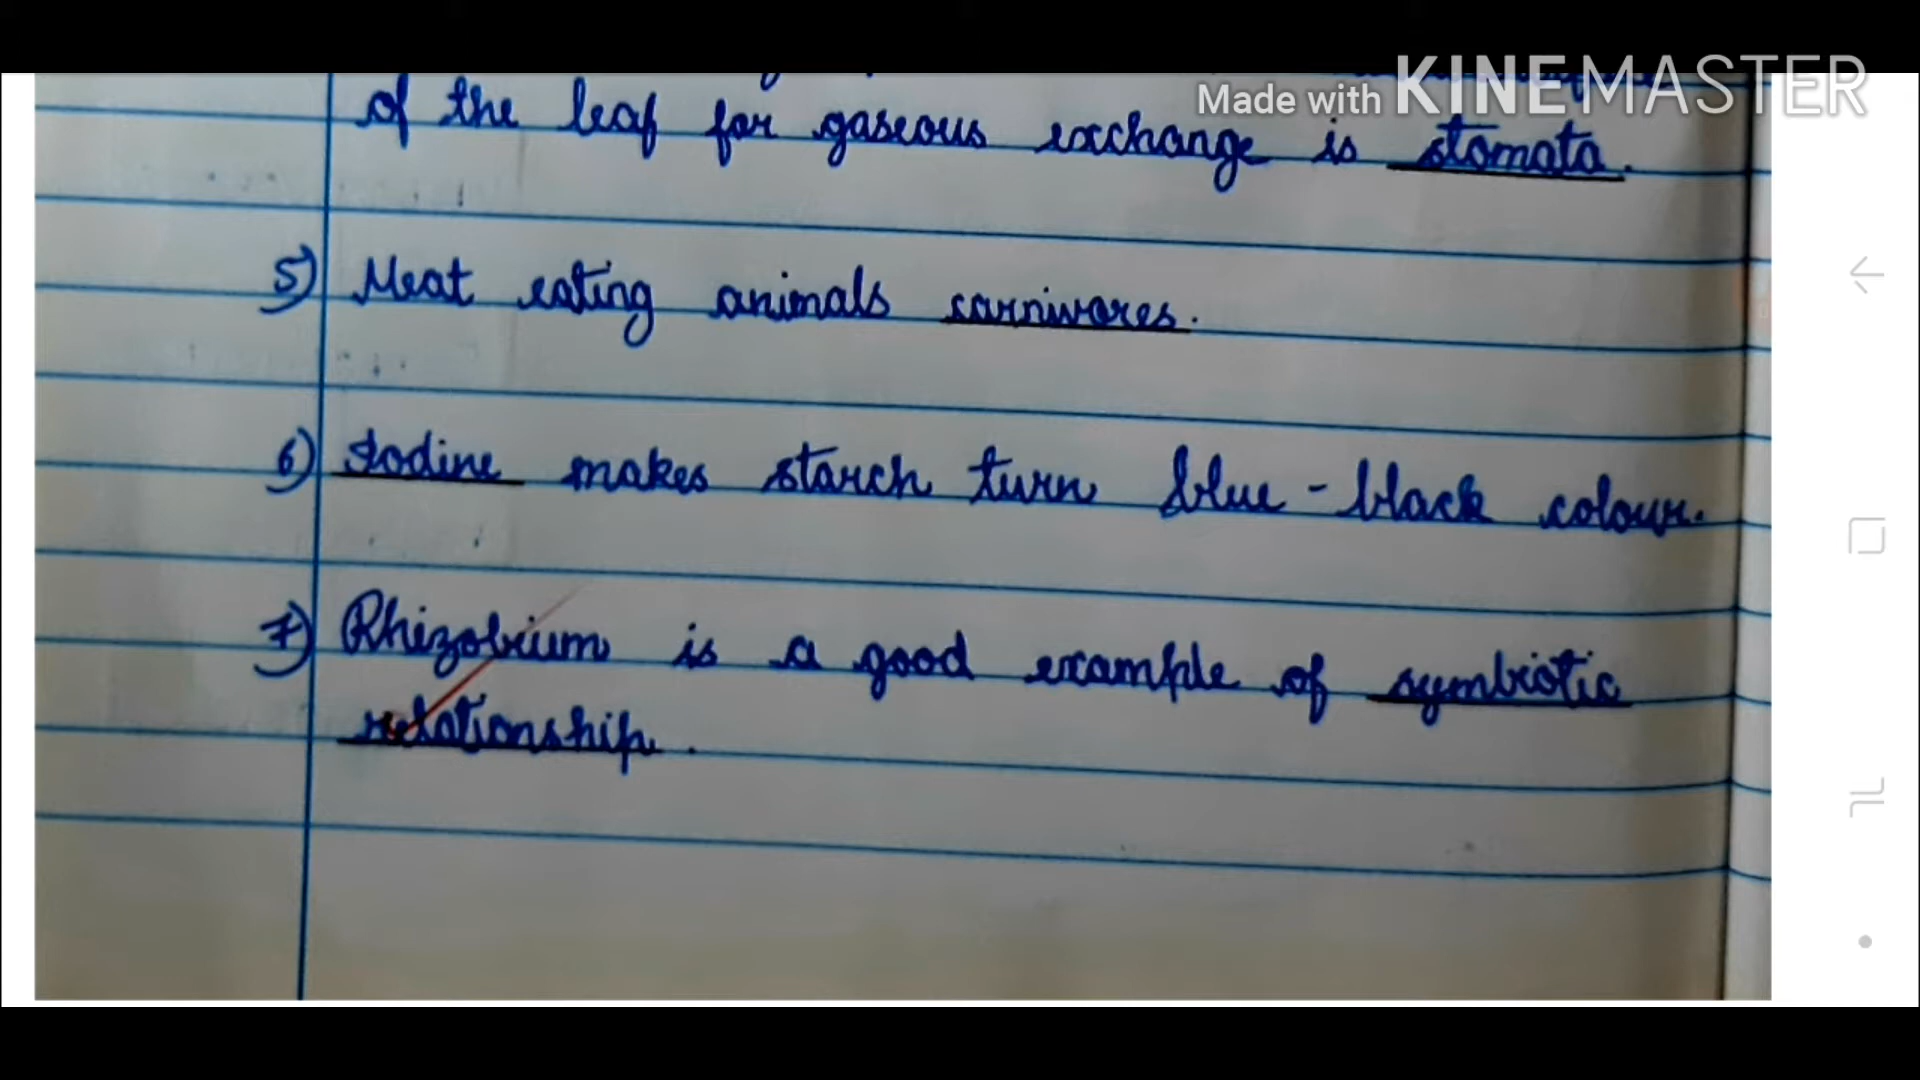 Made with KINEMASTER
of the leaf for gaseous exchange is stomata.
5) Meat eating animals carnivores.
6) Iodine makes starch turn blue - black colour.
7) Rhizobium is a good example of symbiotic
relationship.